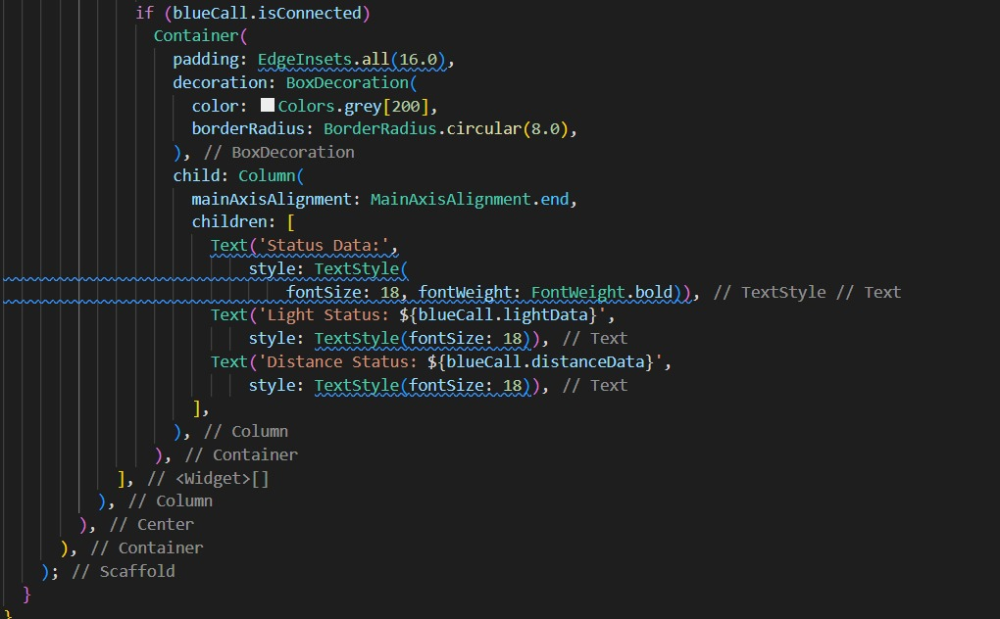 if (blueCall.isConnected)
Container(
padding: EdgeInsets.all(16.0),
decoration: BoxDecoration(
color: Colors.grey[200],
borderRadius: BorderRadius.circular(8.0),
), // BoxDecoration
child: Column(
mainAxisAlignment: MainAxisAlignment.end,
children: [
Text('Status Data:',
style: TextStyle(
fontSize: 18, fontWeight: FontWeight.bold)), // TextStyle // Text
Text('Light Status: ${blueCall.lightData}',
style: TextStyle(fontSize: 18)), // Text
Text('Distance Status: ${blueCall.distanceData}',
style: TextStyle(fontSize: 18)), // Text
],
), // Column
), // Container
], // <Widget>[]
), // Column
), // Center
), // Container
); // Scaffold
}
}